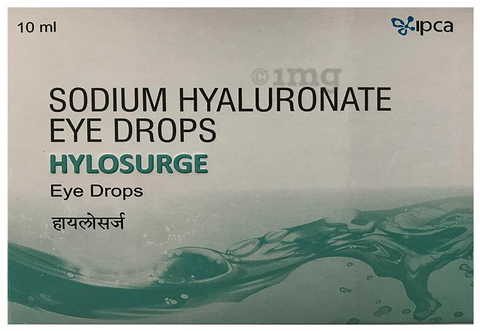 10 ml
ipca
©1mg
SODIUM HYALURONATE
EYE DROPS
HYLOSURGE
Eye Drops
हायलोसर्ज